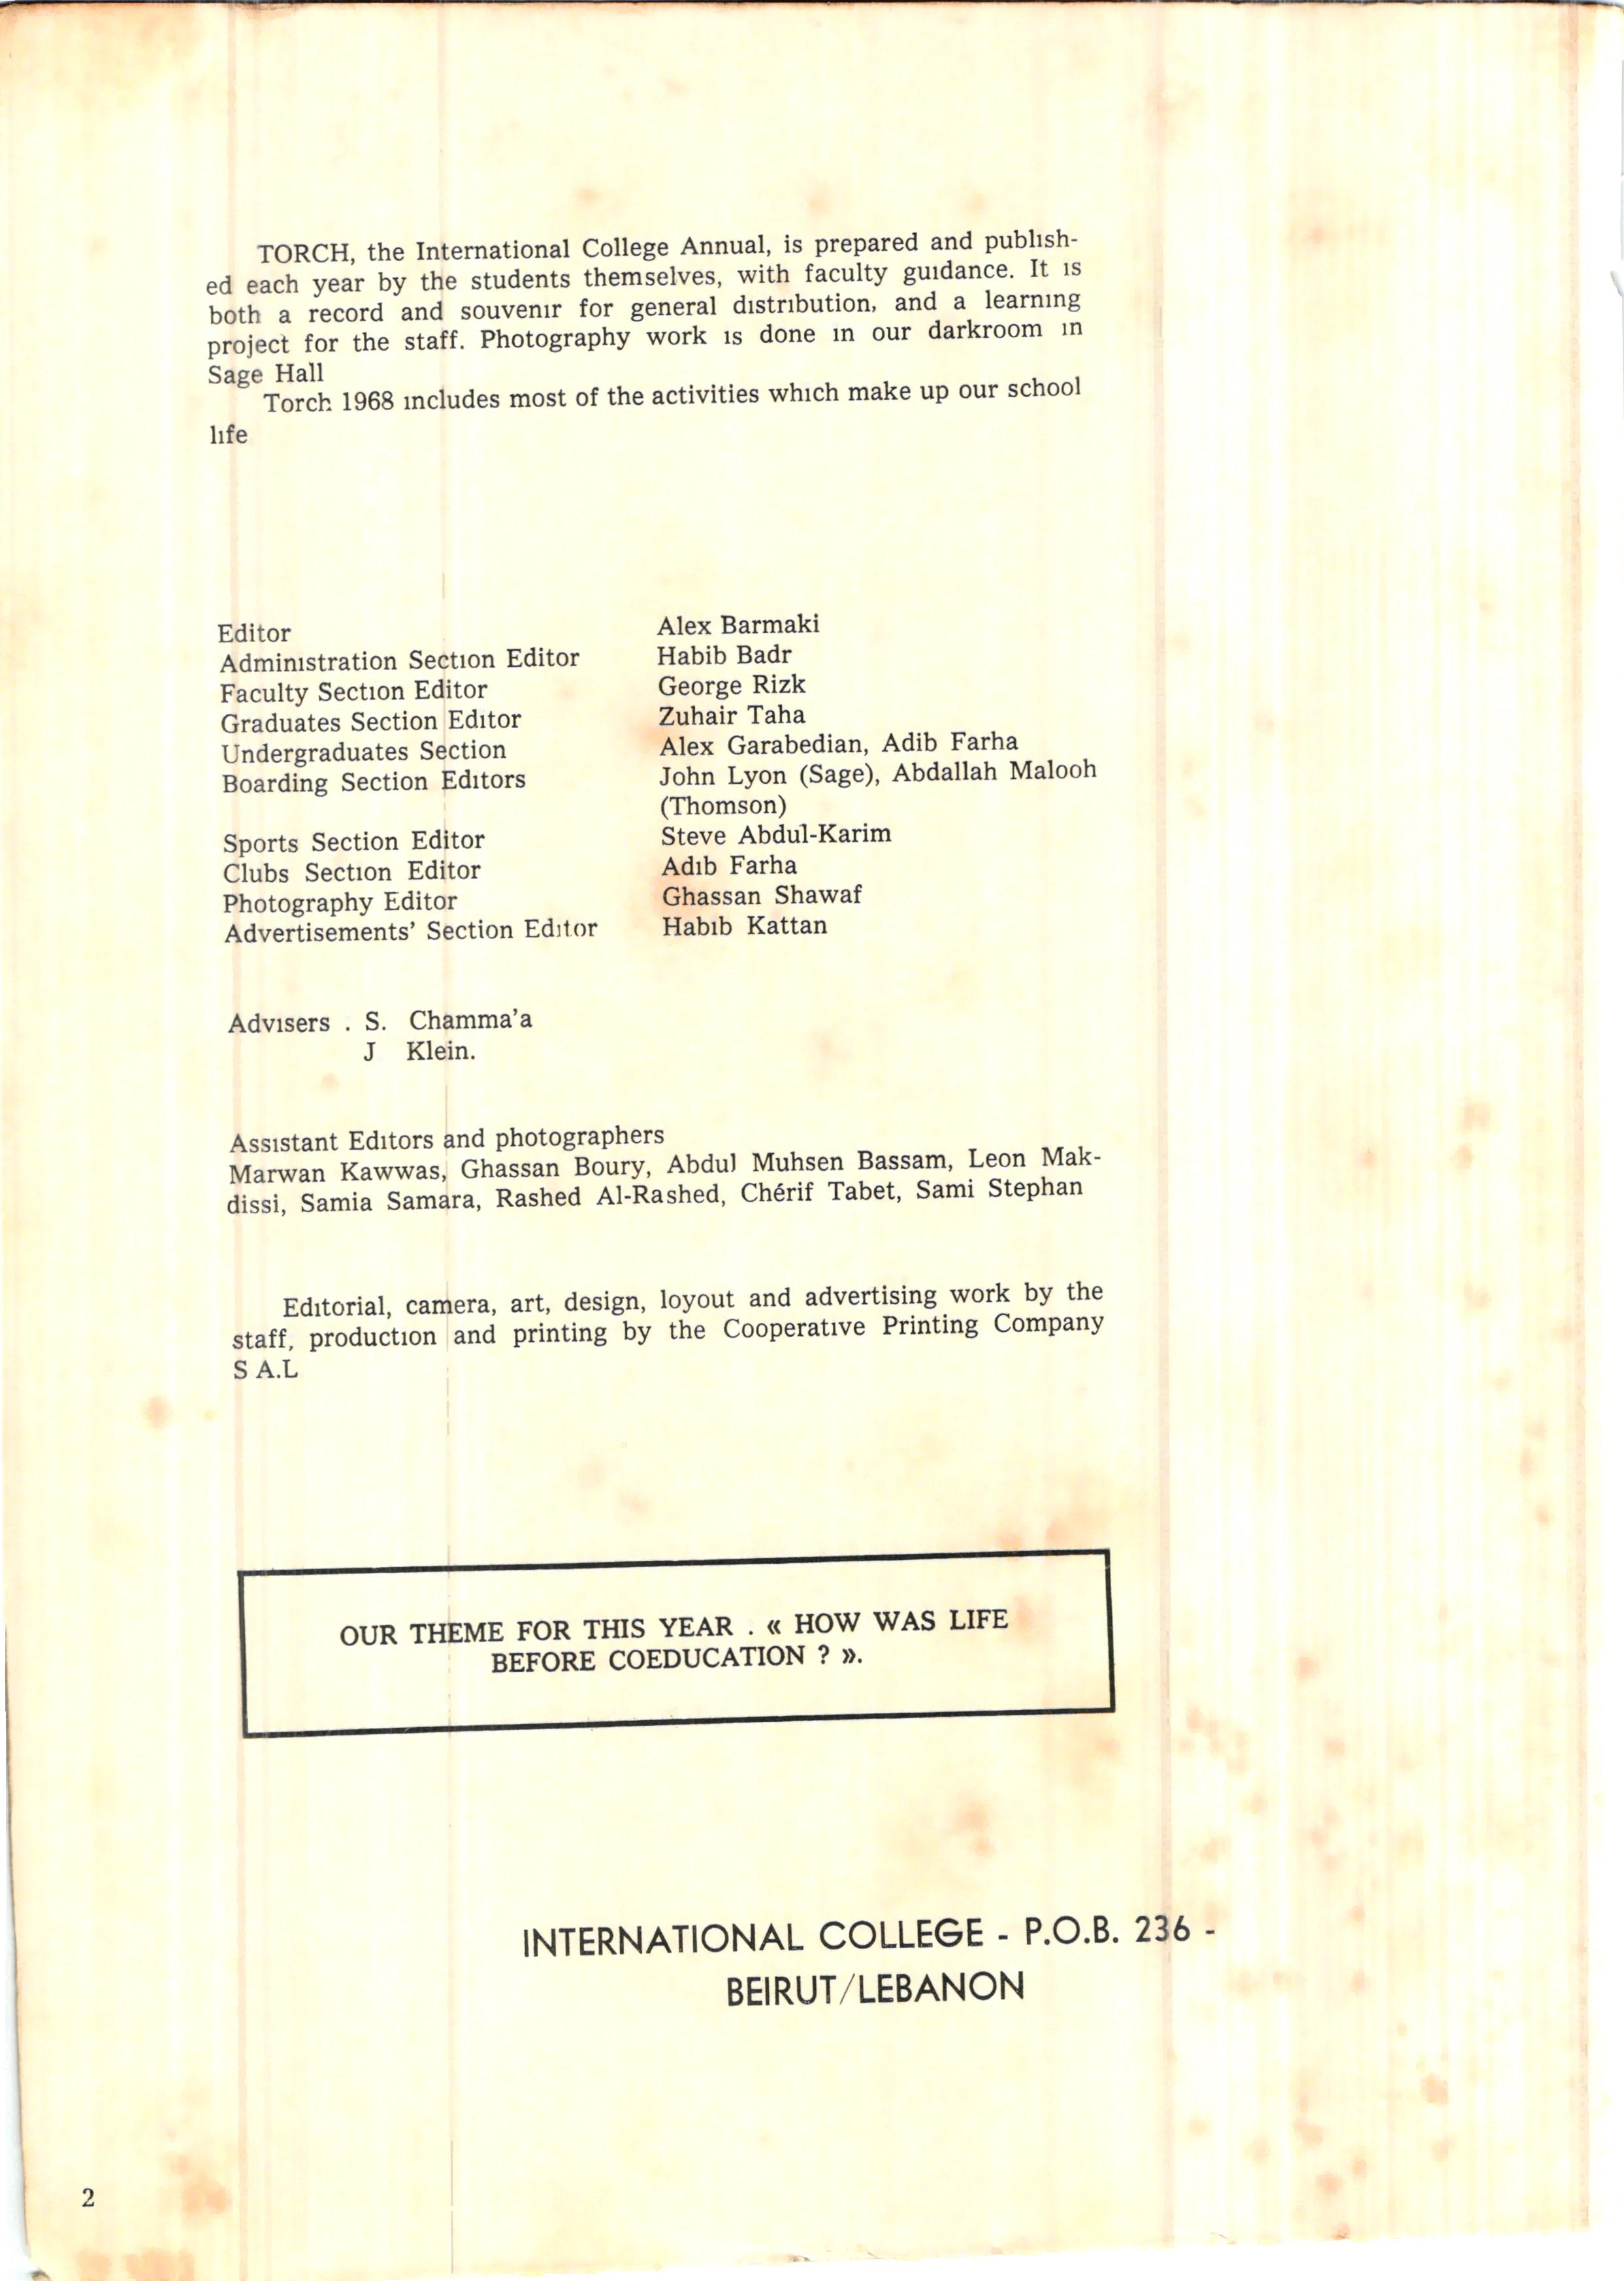 TORCH, the International College Annual, is prepared and publish-
ed each year by the students themselves, with faculty guidance. It is
both a record and souvenir for general distribution, and a learning
project for the staff. Photography work is done in our darkroom in
Sage Hall
Torch 1968 includes most of the activities which make up our school
life
Editor Alex Barmaki
Administration Section Editor Habib Badr
Faculty Section Editor George Rizk
Graduates Section Editor Zuhair Taha
Undergraduates Section Alex Garabedian, Adib Farha
Boarding Section Editors John Lyon (Sage), Abdallah Malooh
(Thomson)
Sports Section Editor Steve Abdul-Karim
Clubs Section Editor Adib Farha
Photography Editor Ghassan Shawaf
Advertisements' Section Editor Habib Kattan
Advisers . S. Chamma'a
J Klein.
Assistant Editors and photographers
Marwan Kawwas, Ghassan Boury, Abdul Muhsen Bassam, Leon Mak-
dissi, Samia Samara, Rashed Al-Rashed, Chérif Tabet, Sami Stephan
Editorial, camera, art, design, loyout and advertising work by the
staff, production and printing by the Cooperative Printing Company
S A.L
OUR THEME FOR THIS YEAR . « HOW WAS LIFE
BEFORE COEDUCATION ? ».
INTERNATIONAL COLLEGE - P.O.B. 236 -
BEIRUT/LEBANON
2